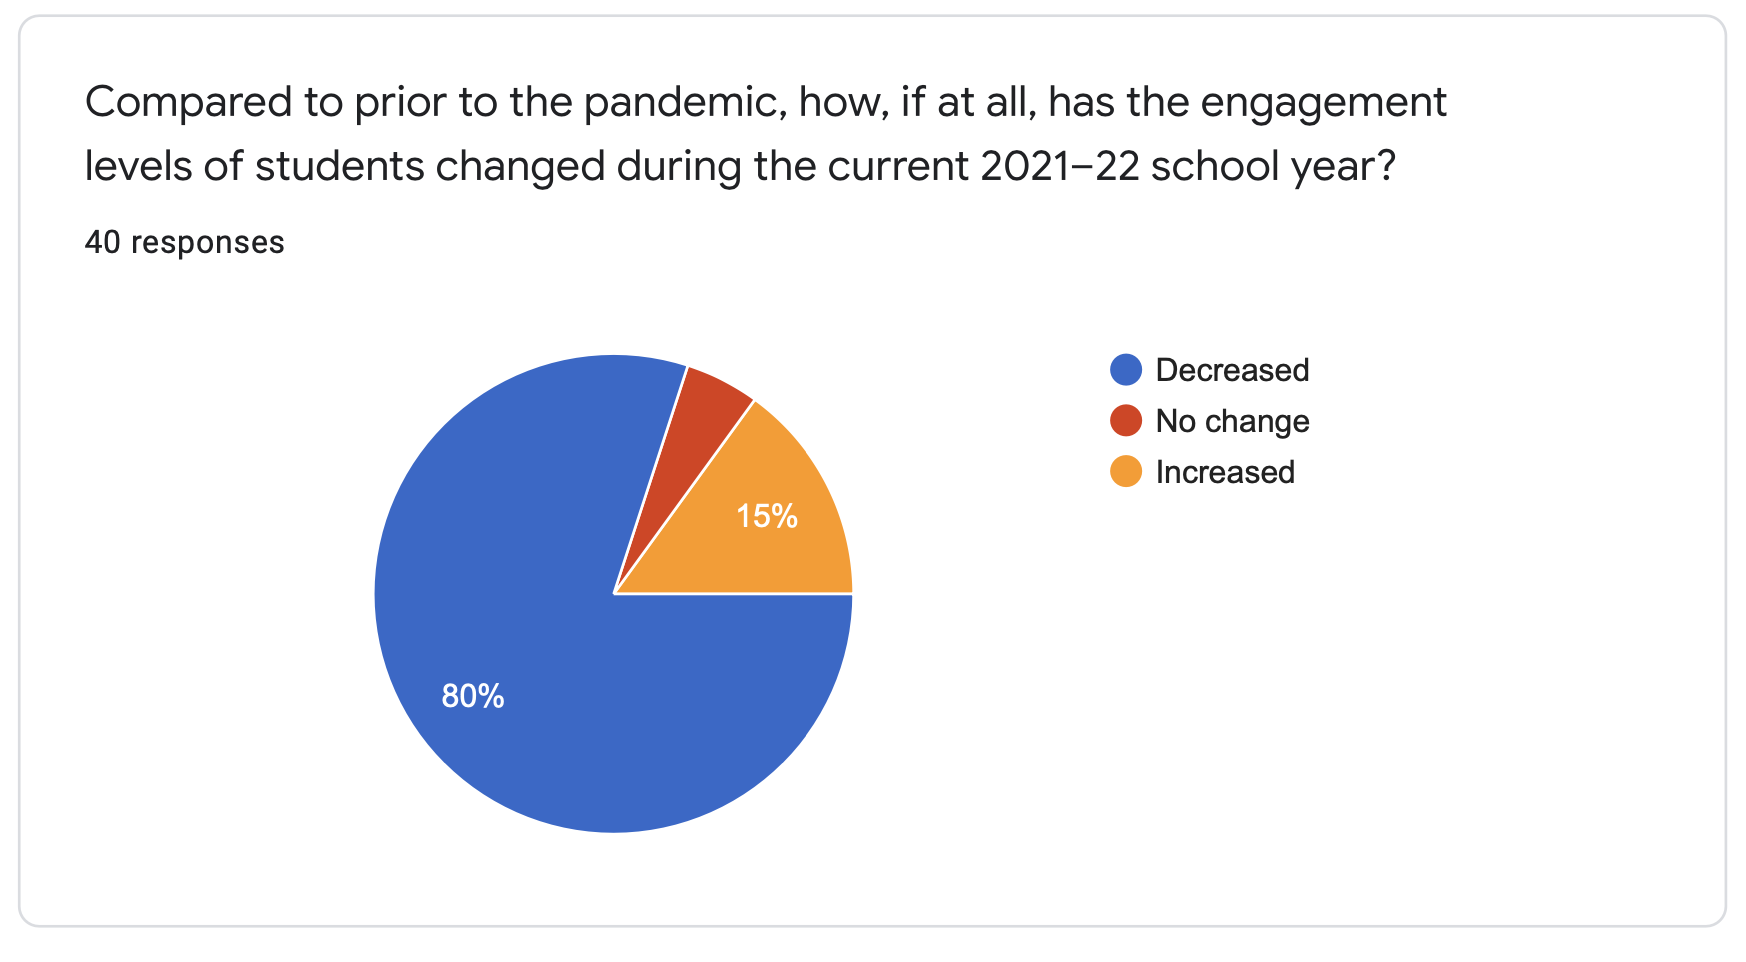 Compared to prior to the pandemic, how, if at all, has the engagement
levels of students changed during the current 2021–22 school year?
40 responses
Decreased
No change
Increased
15%
80%